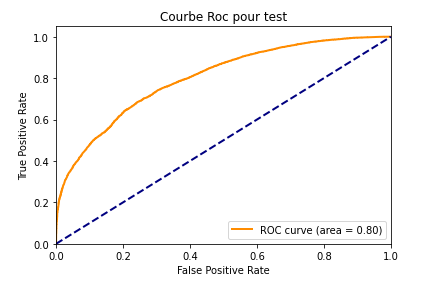 Courbe Roc pour test
True Positive Rate
1.0
0.8
0.6
0.4
0.2
0.0
ROC curve (area = 0.80)
0.0 0.2 0.4 0.6 0.8 1.0
False Positive Rate